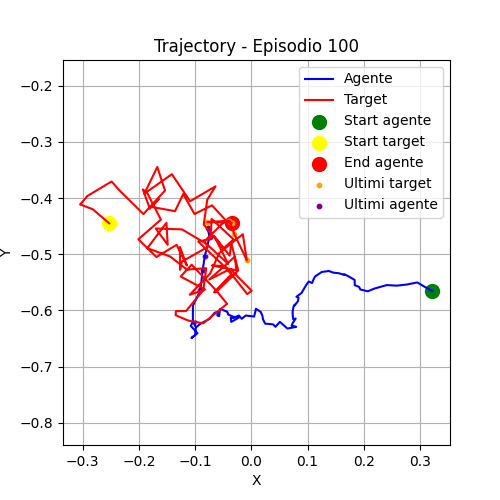 Trajectory - Episodio 100
Agente
Target
Start agente
Start target
End agente
Ultimi target
Ultimi agente
Y
−0.2
−0.3
−0.4
−0.5
−0.6
−0.7
−0.8
−0.3
−0.2
−0.1
0.0
0.1
0.2
0.3
X